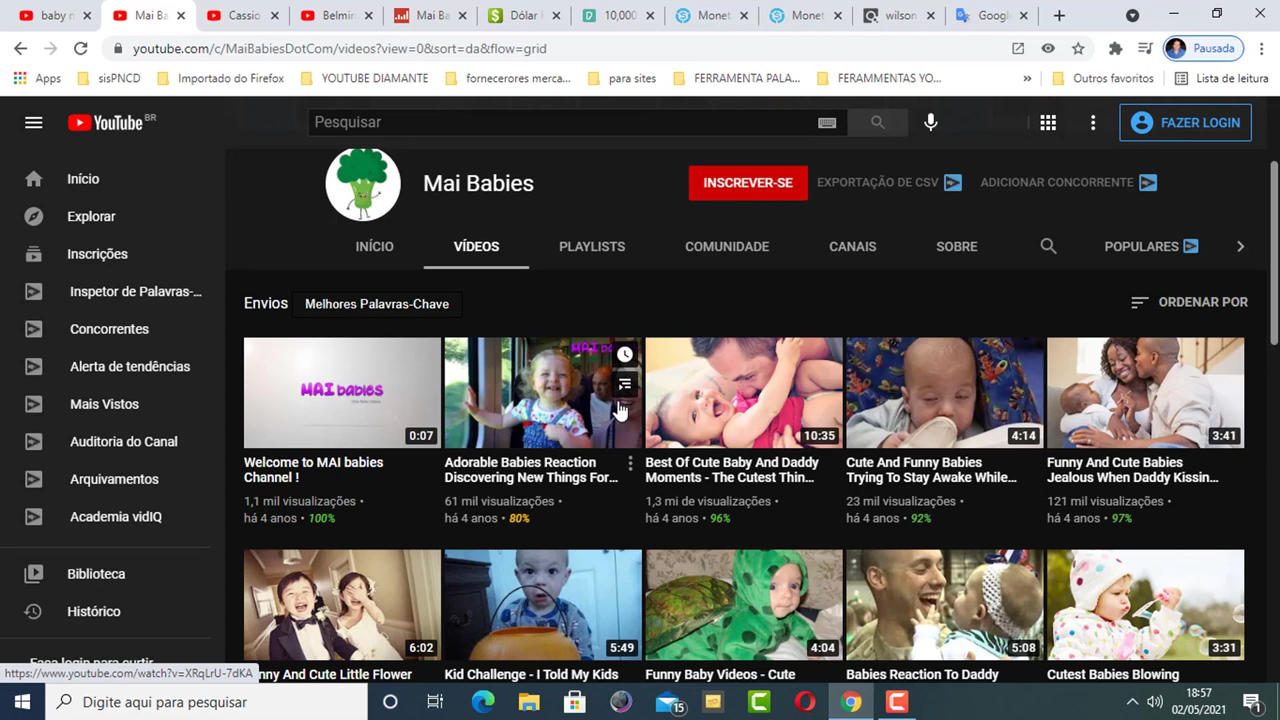 baby n
Mai Ba
Cassio
Belmin
Mai Ba
Dólar
10,000
Monet
Monet
wilson
Googl
youtube.com/c/MaiBabiesDotCom/videos?view=0&sort=da&flow=grid
Pausada
Apps
sisPNCD
Importado do Firefox
YOUTUBE DIAMANTE
fornecerores merca...
para sites
FERRAMENTA PALA...
FERAMMENTAS YO...
»
Outros favoritos
Lista de leitura
YouTube BR
Pesquisar
FAZER LOGIN
Início
Explorar
Inscrições
Inspetor de Palavras-...
Concorrentes
Alerta de tendências
Mais Vistos
Auditoria do Canal
Arquivamentos
Academia vidIQ
Biblioteca
Histórico
Faça login para curtir
Mai Babies
INSCREVER-SE
EXPORTAÇÃO DE CSV
ADICIONAR CONCORRENTE
INÍCIO
VÍDEOS
PLAYLISTS
COMUNIDADE
CANAIS
SOBRE
POPULARES
Envios
Melhores Palavras-Chave
ORDENAR POR
MAI babies
0:07
Welcome to MAI babies
Channel !
1,1 mil visualizações •
há 4 anos • 100%
MAI ba
Adorable Babies Reaction
Discovering New Things For...
61 mil visualizações •
há 4 anos • 80%
10:35
Best Of Cute Baby And Daddy
Moments - The Cutest Thin...
1,3 mi de visualizações •
há 4 anos • 96%
4:14
Cute And Funny Babies
Trying To Stay Awake While...
23 mil visualizações •
há 4 anos • 92%
3:41
Funny And Cute Babies
Jealous When Daddy Kissin...
121 mil visualizações •
há 4 anos • 97%
6:02
nny And Cute Little Flower
5:49
Kid Challenge - I Told My Kids
4:04
Funny Baby Videos - Cute
5:08
Babies Reaction To Daddy
3:31
Cutest Babies Blowing
https://www.youtube.com/watch?v=XRqLrU-7dKA
Digite aqui para pesquisar
15
18:57
02/05/2021
1